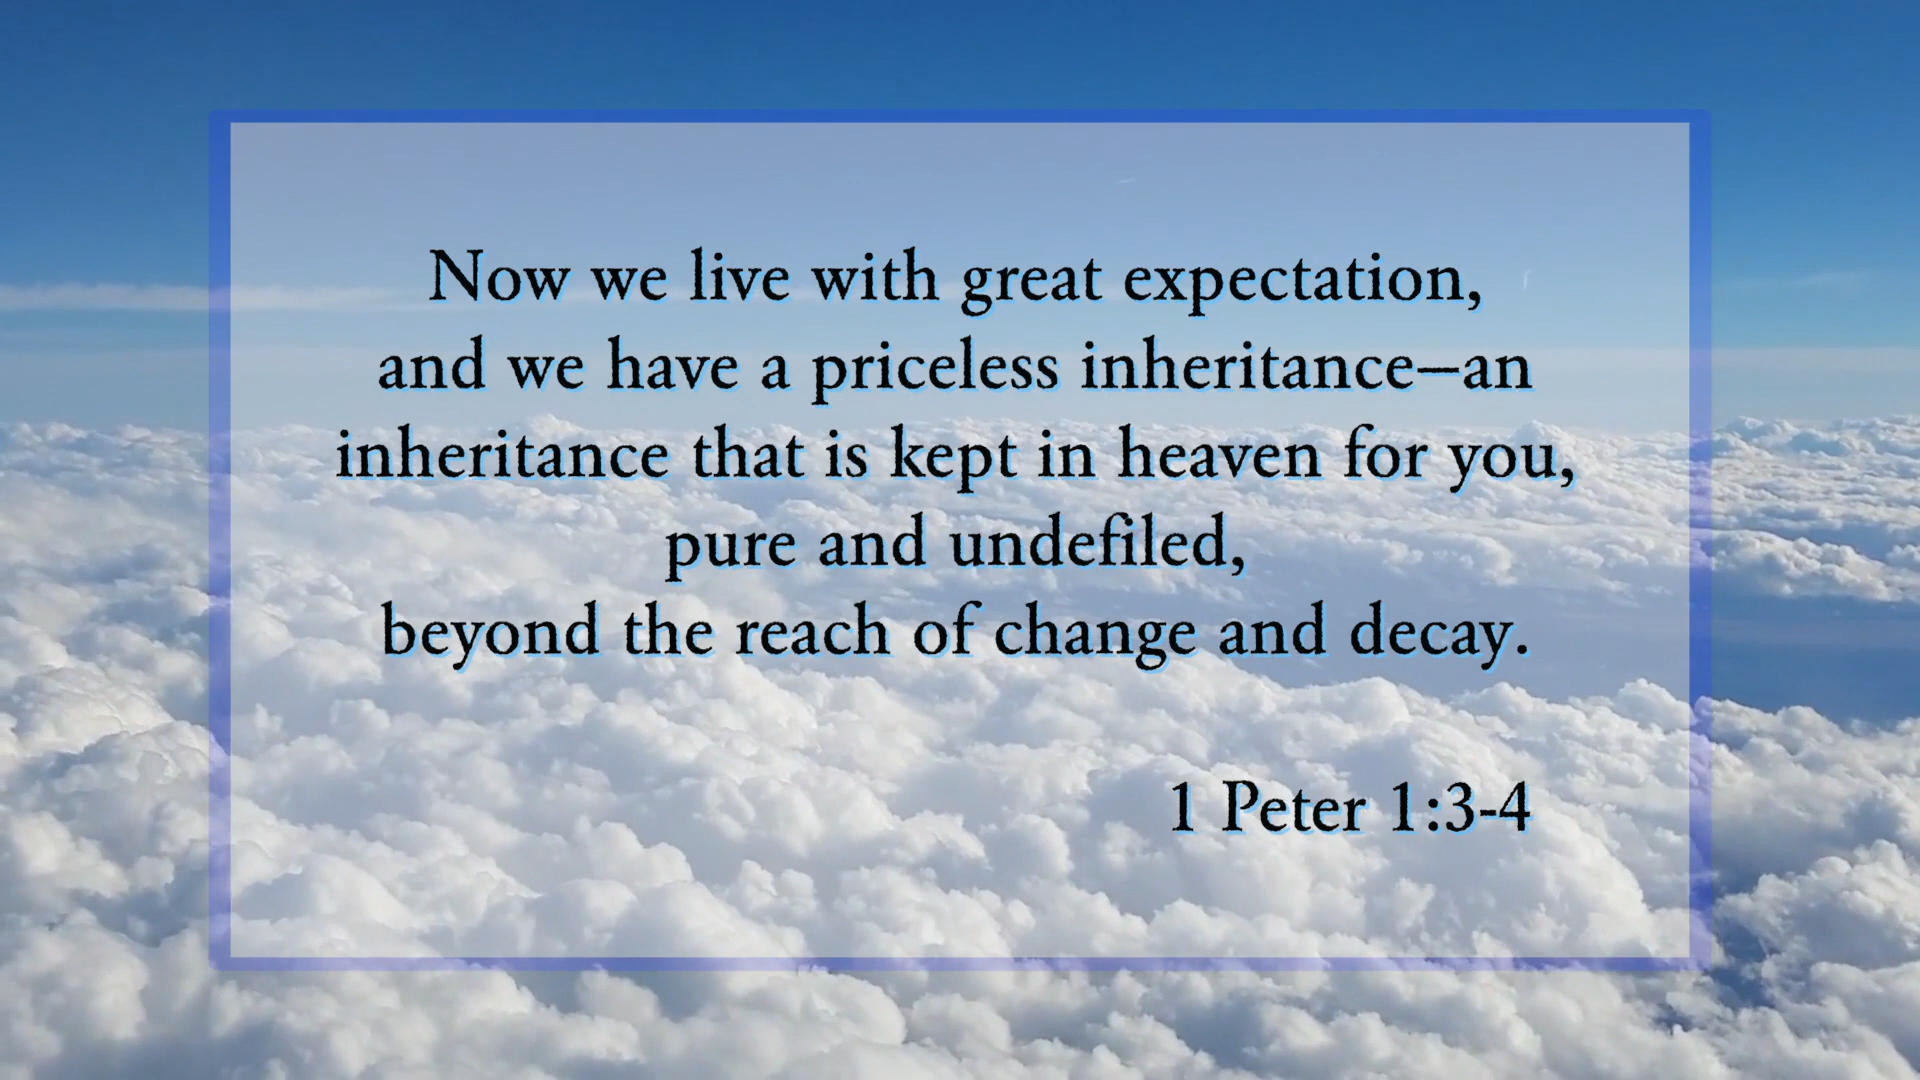 Now we live with great expectation,
and we have a priceless inheritance—an
inheritance that is kept in heaven for you,
pure and undefiled,
beyond the reach of change and decay.
1 Peter 1:3-4